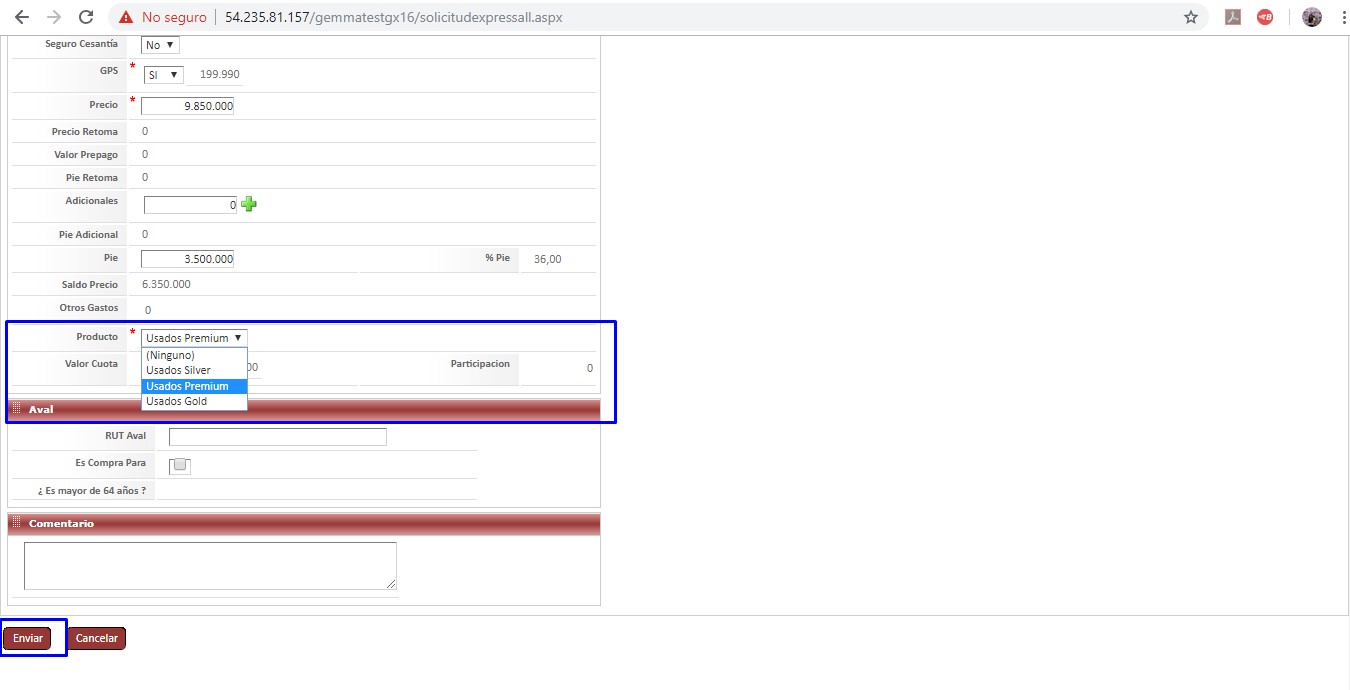 No seguro 54.235.81.157/gemmatestgx16/solicitudexpressall.aspx
Seguro Cesantía No
GPS * SI 199.990
Precio * 9.850.000
Precio Retoma 0
Valor Prepago 0
Pie Retoma 0
Adicionales 0
Pie Adicional 0
Pie 3.500.000 % Pie 36,00
Saldo Precio 6.350.000
Otros Gastos 0
Producto * Usados Premium
(Ninguno)
Valor Cuota 00 Participacion 0
Usados Silver
Usados Premium
Usados Gold
Aval
RUT Aval
Es Compra Para
¿ Es mayor de 64 años ?
Comentario
Enviar Cancelar